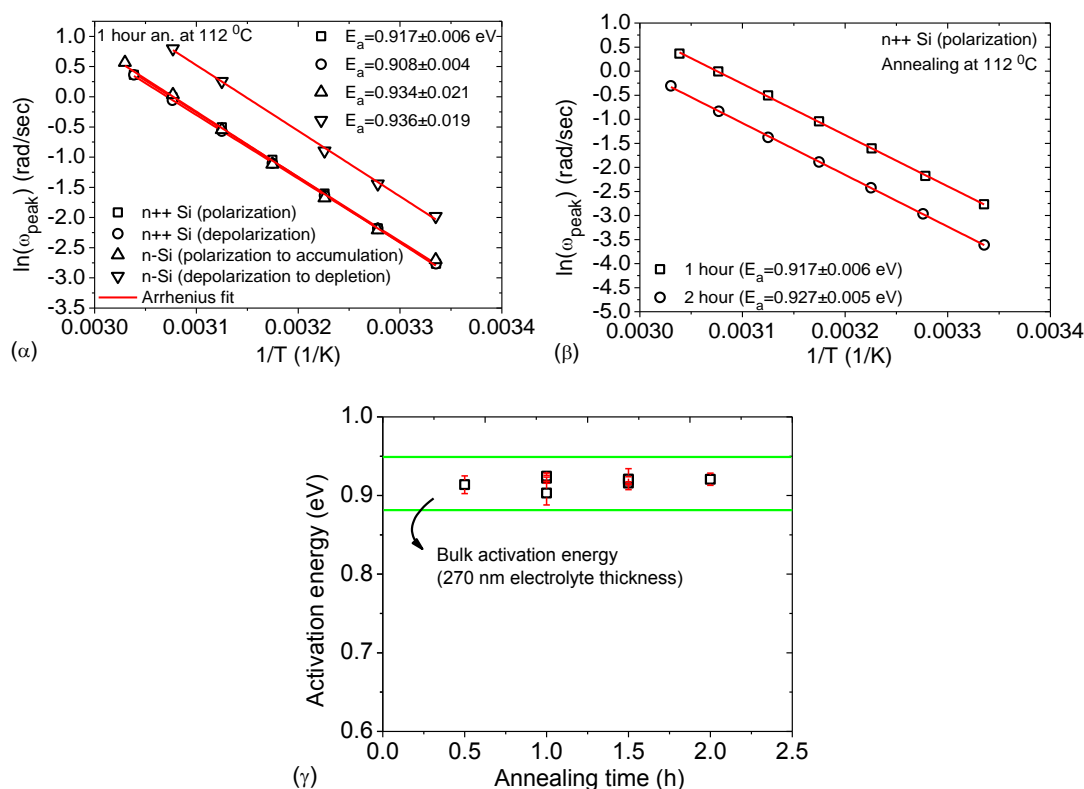 1 hour an. at 112 ⁰C
E_a=0.917±0.006 eV
E_a=0.908±0.004
E_a=0.934±0.021
E_a=0.936±0.019
n++ Si (polarization)
n++ Si (depolarization)
n-Si (polarization to accumulation)
n-Si (depolarization to depletion)
Arrhenius fit
1.0
0.5
0.0
-0.5
-1.0
-1.5
-2.0
-2.5
-3.0
-3.5
ln(ω_peak) (rad/sec)
0.0030 0.0031 0.0032 0.0033 0.0034
1/T (1/K)
(α)
n++ Si (polarization)
Annealing at 112 ⁰C
1 hour (E_a=0.917±0.006 eV)
2 hour (E_a=0.927±0.005 eV)
1.0
0.5
0.0
-0.5
-1.0
-1.5
-2.0
-2.5
-3.0
-3.5
-4.0
-4.5
-5.0
ln(ω_peak) (rad/sec)
0.0030 0.0031 0.0032 0.0033 0.0034
1/T (1/K)
(β)
1.0
0.9
0.8
0.7
0.6
Activation energy (eV)
Bulk activation energy
(270 nm electrolyte thickness)
0.0 0.5 1.0 1.5 2.0 2.5
Annealing time (h)
(γ)